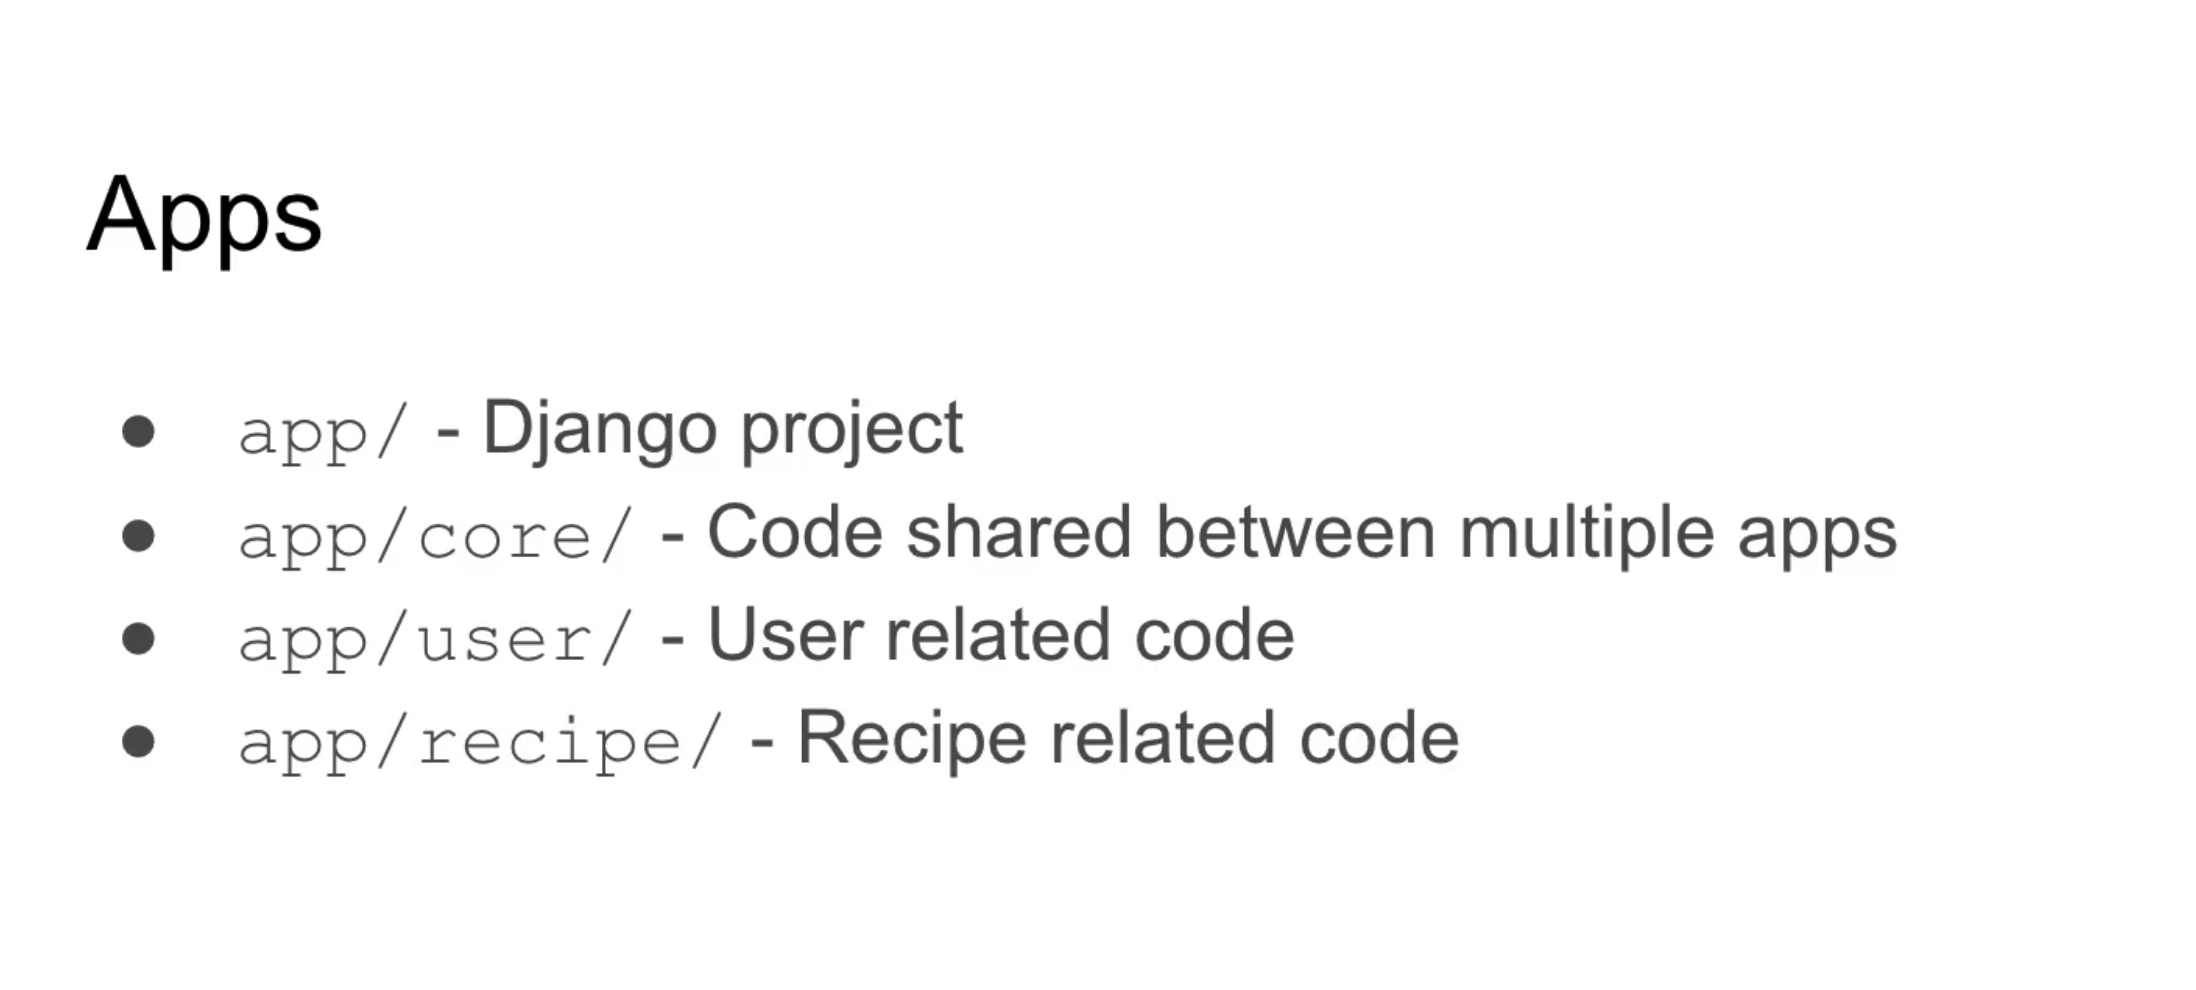 Apps
● app/ - Django project
● app/core/ - Code shared between multiple apps
● app/user/ - User related code
● app/recipe/ - Recipe related code